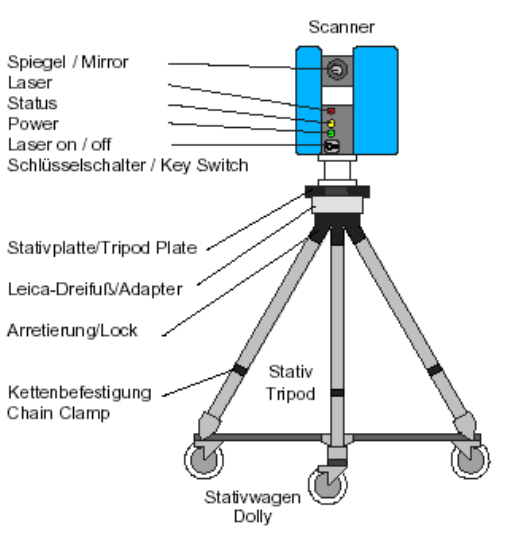 Scanner
Spiegel / Mirror
Laser
Status
Power
Laser on / off
Schlüsselschalter / Key Switch
Stativplatte/Tripod Plate
Leica-Dreifuß/Adapter
Arretierung/Lock
Kettenbefestigung
Chain Clamp
Stativ
Tripod
Stativwagen
Dolly